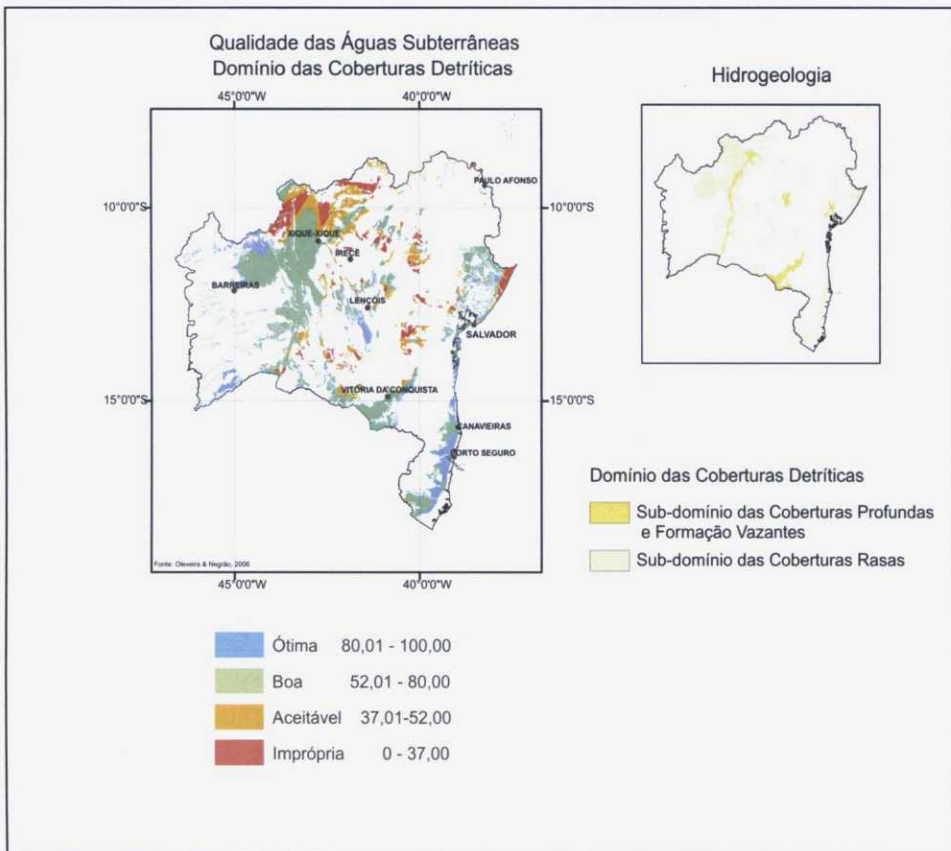 Qualidade das Águas Subterrâneas
Domínio das Coberturas Detríticas
45°0'0"W
40°0'0"W
10°0'0"S
10°0'0"S
15°0'0"S
15°0'0"S
PAULO AFONSO
XIQUE-XIQUE
IRECÊ
BARREIRAS
LENÇOIS
SALVADOR
VITÓRIA DA CONQUISTA
CANAVIEIRAS
PORTO SEGURO
Fonte: Oleveira & Negrão, 2006
45°0'0"W
40°0'0"W
Ótima 80,01 - 100,00
Boa 52,01 - 80,00
Aceitável 37,01-52,00
Imprópria 0 - 37,00
Hidrogeologia
Domínio das Coberturas Detríticas
Sub-domínio das Coberturas Profundas
e Formação Vazantes
Sub-domínio das Coberturas Rasas